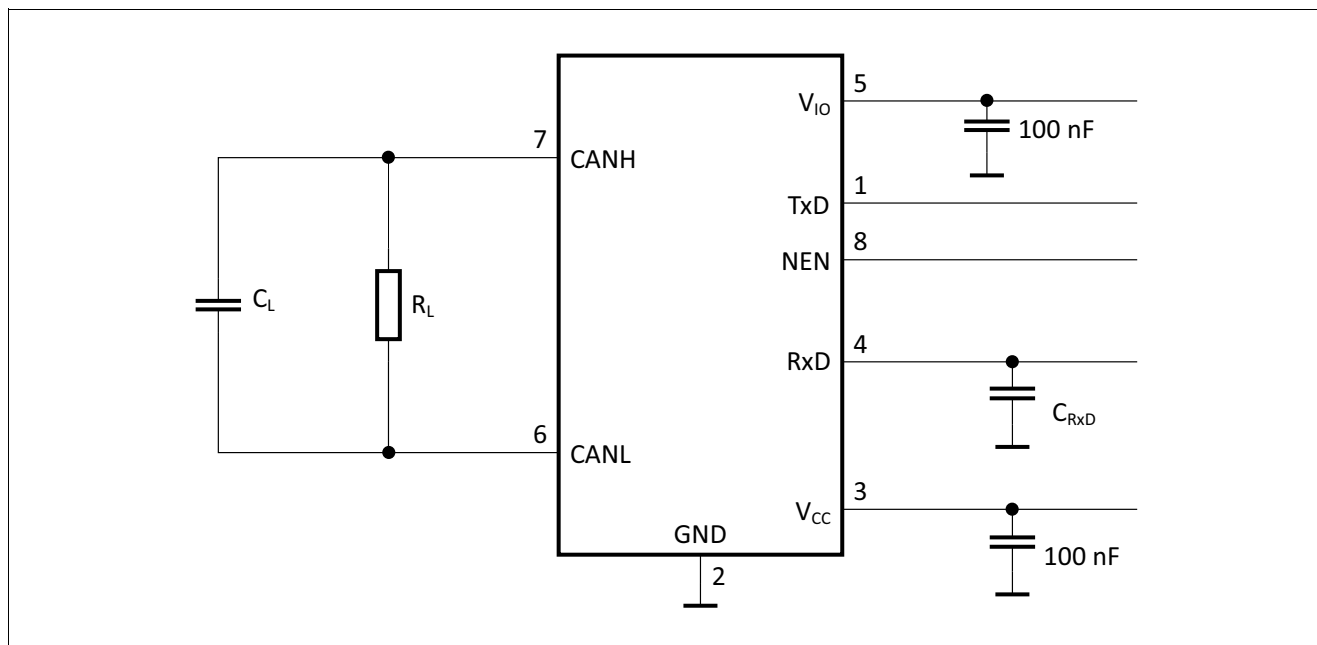 5
V_IO
100 nF
7
CANH
1
TxD
8
NEN
C_L
R_L
4
RxD
C_RxD
6
CANL
3
V_CC
GND
100 nF
2